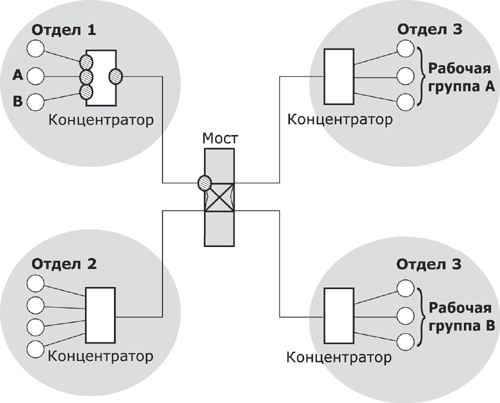 Отдел 1
А
В
Концентратор
Мост
Отдел 3
Рабочая
группа А
Концентратор
Отдел 2
Концентратор
Отдел 3
Рабочая
группа В
Концентратор